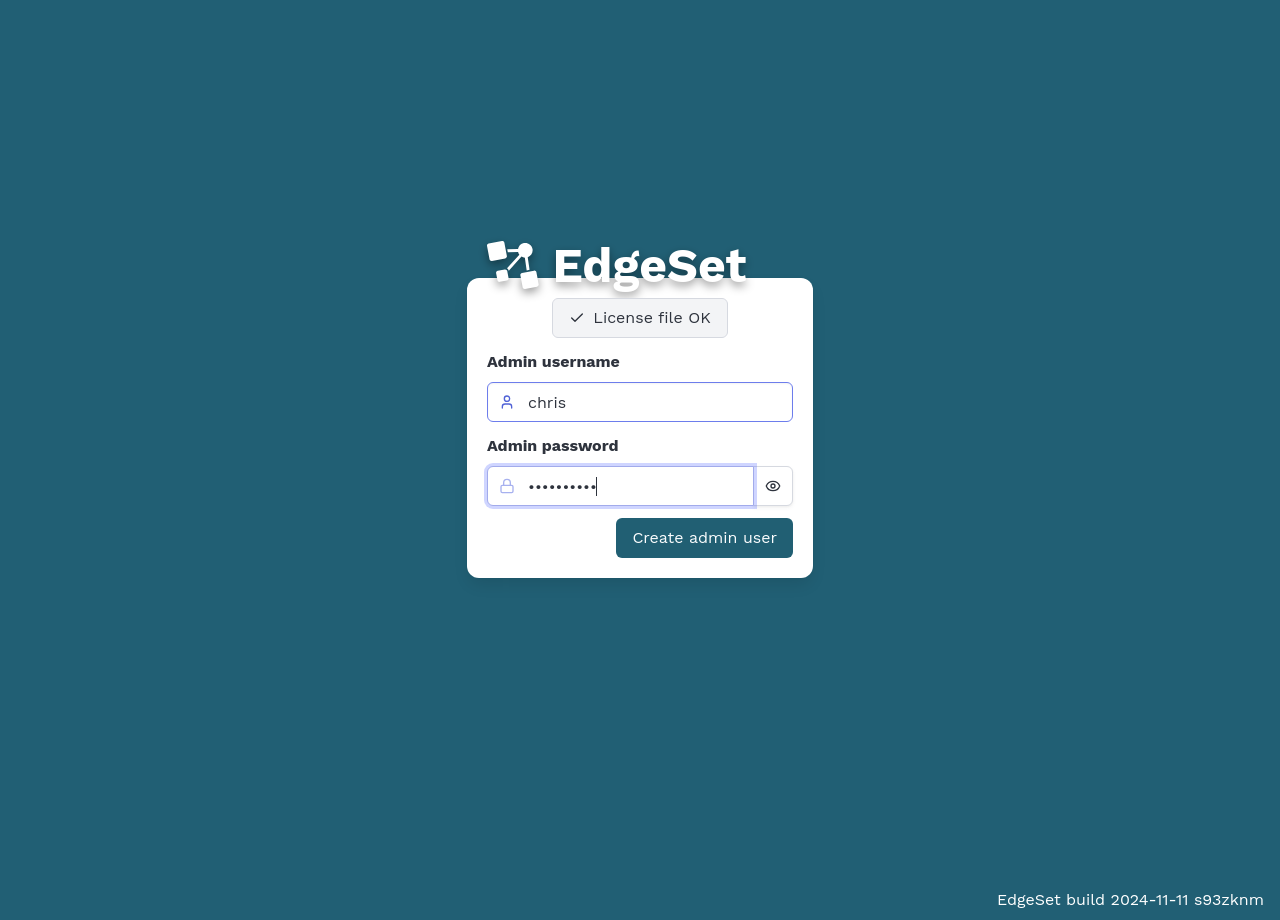 EdgeSet
License file OK
Admin username
chris
Admin password
••••••••••
Create admin user
EdgeSet build 2024-11-11 s93zknm